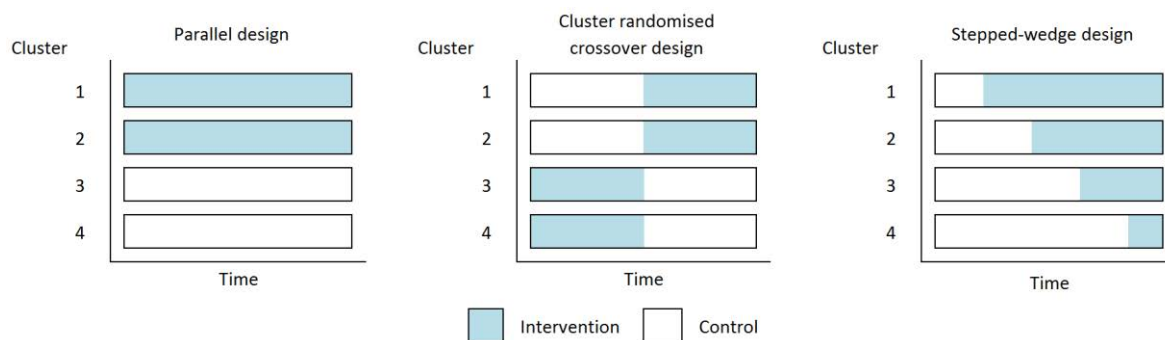 Parallel design
Cluster
1
2
3
4
Time
Cluster randomised
crossover design
Cluster
1
2
3
4
Time
Stepped-wedge design
Cluster
1
2
3
4
Time
Intervention
Control